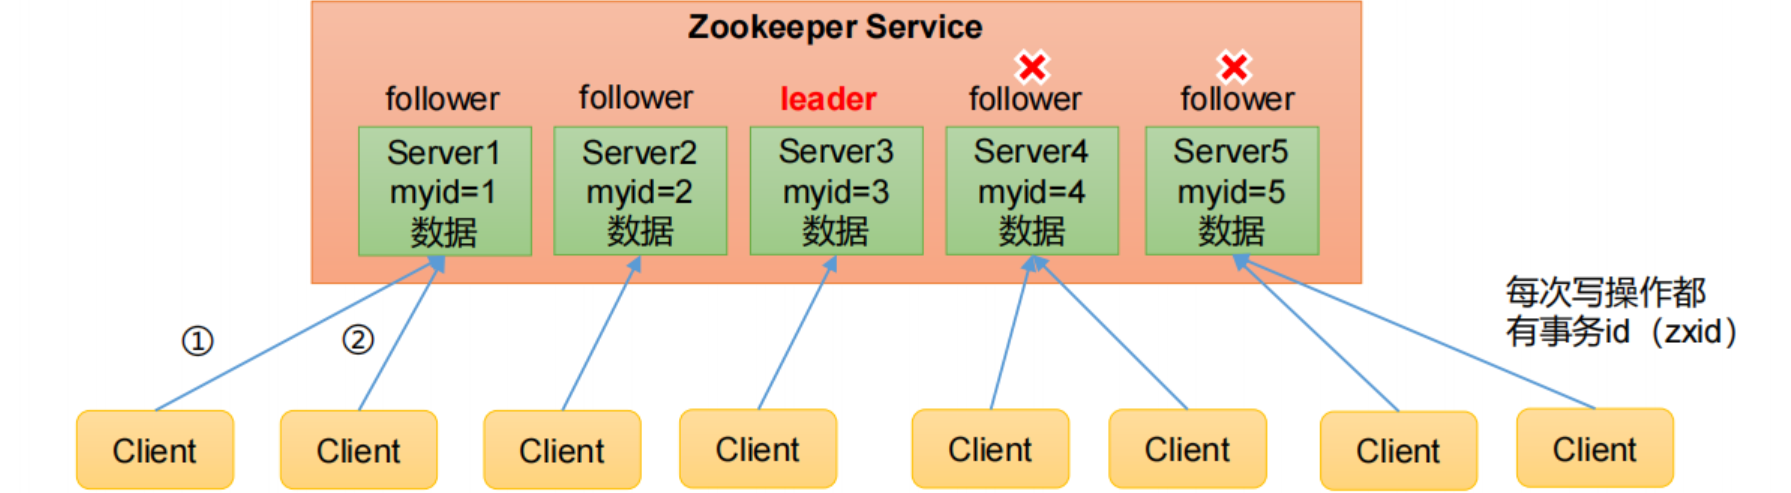 Zookeeper Service
follower
follower
leader
follower
follower
Server1
myid=1
数据
Server2
myid=2
数据
Server3
myid=3
数据
Server4
myid=4
数据
Server5
myid=5
数据
每次写操作都
有事务id（zxid）
①
②
Client
Client
Client
Client
Client
Client
Client
Client